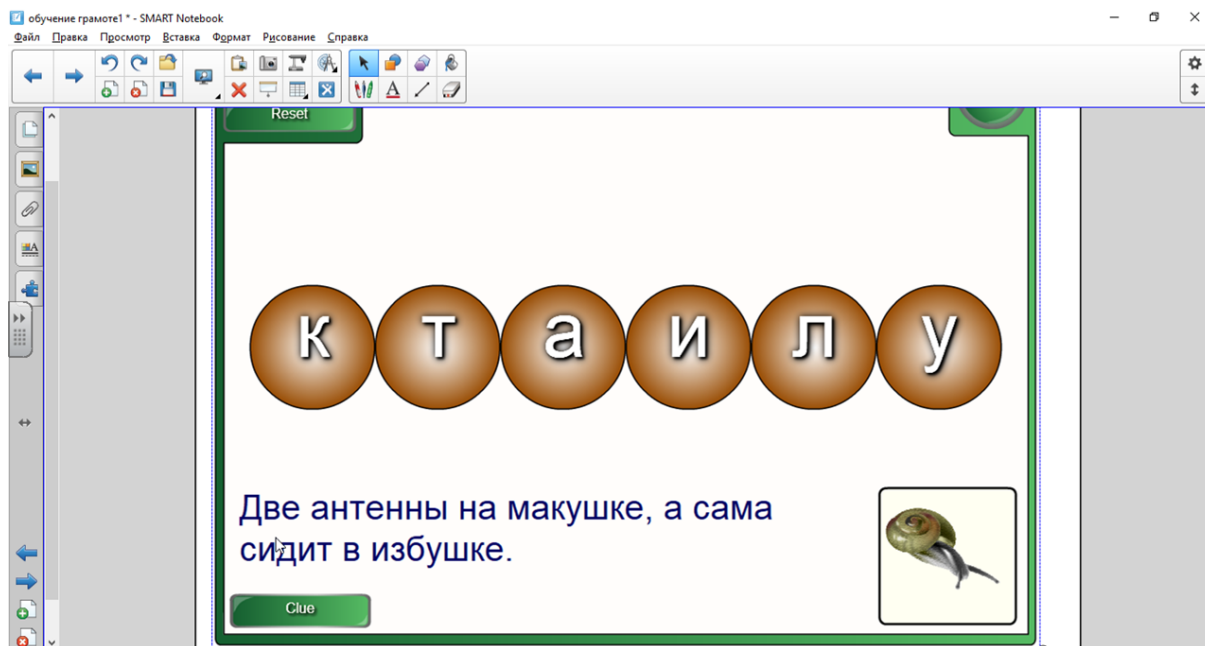 обучение грамоте1 * - SMART Notebook
Файл Правка Просмотр Вставка Формат Рисование Справка
Reset
к т а и л у
Две антенны на макушке, а сама
сидит в избушке.
Clue